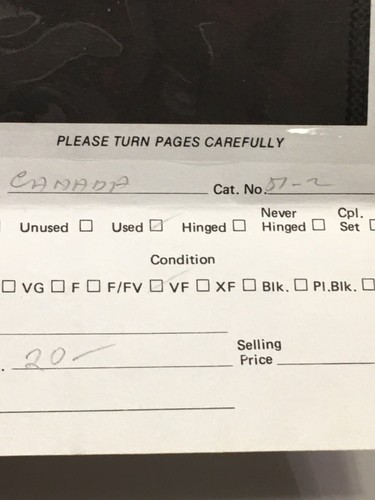 PLEASE TURN PAGES CAREFULLY
CANADA Cat. No. 51-2
Unused ☐ Used ☑ Hinged ☐ Never Hinged ☐ Cpl. Set ☐
Condition
☐ VG ☐ F ☐ F/FV ☑ VF ☐ XF ☐ Blk. ☐ Pl.Blk. ☐
. 20- Selling Price